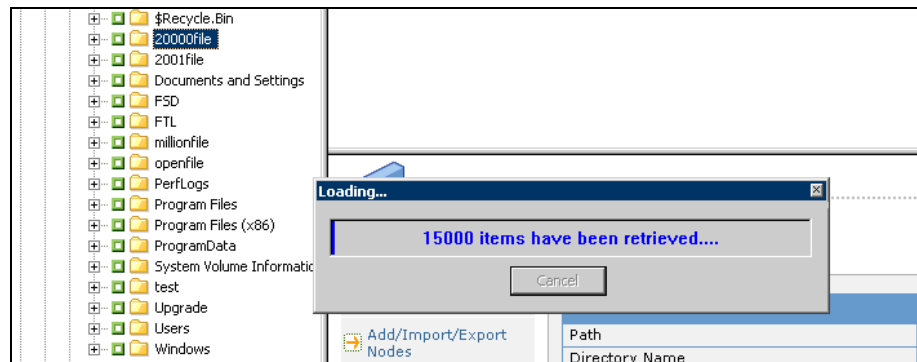 $Recycle.Bin
20000file
2001file
Documents and Settings
FSD
FTL
millionfile
openfile
PerfLogs
Program Files
Program Files (x86)
ProgramData
System Volume Informatic
test
Upgrade
Users
Windows
Loading...
15000 items have been retrieved....
Cancel
Add/Import/Export
Nodes
Path
Directory Name